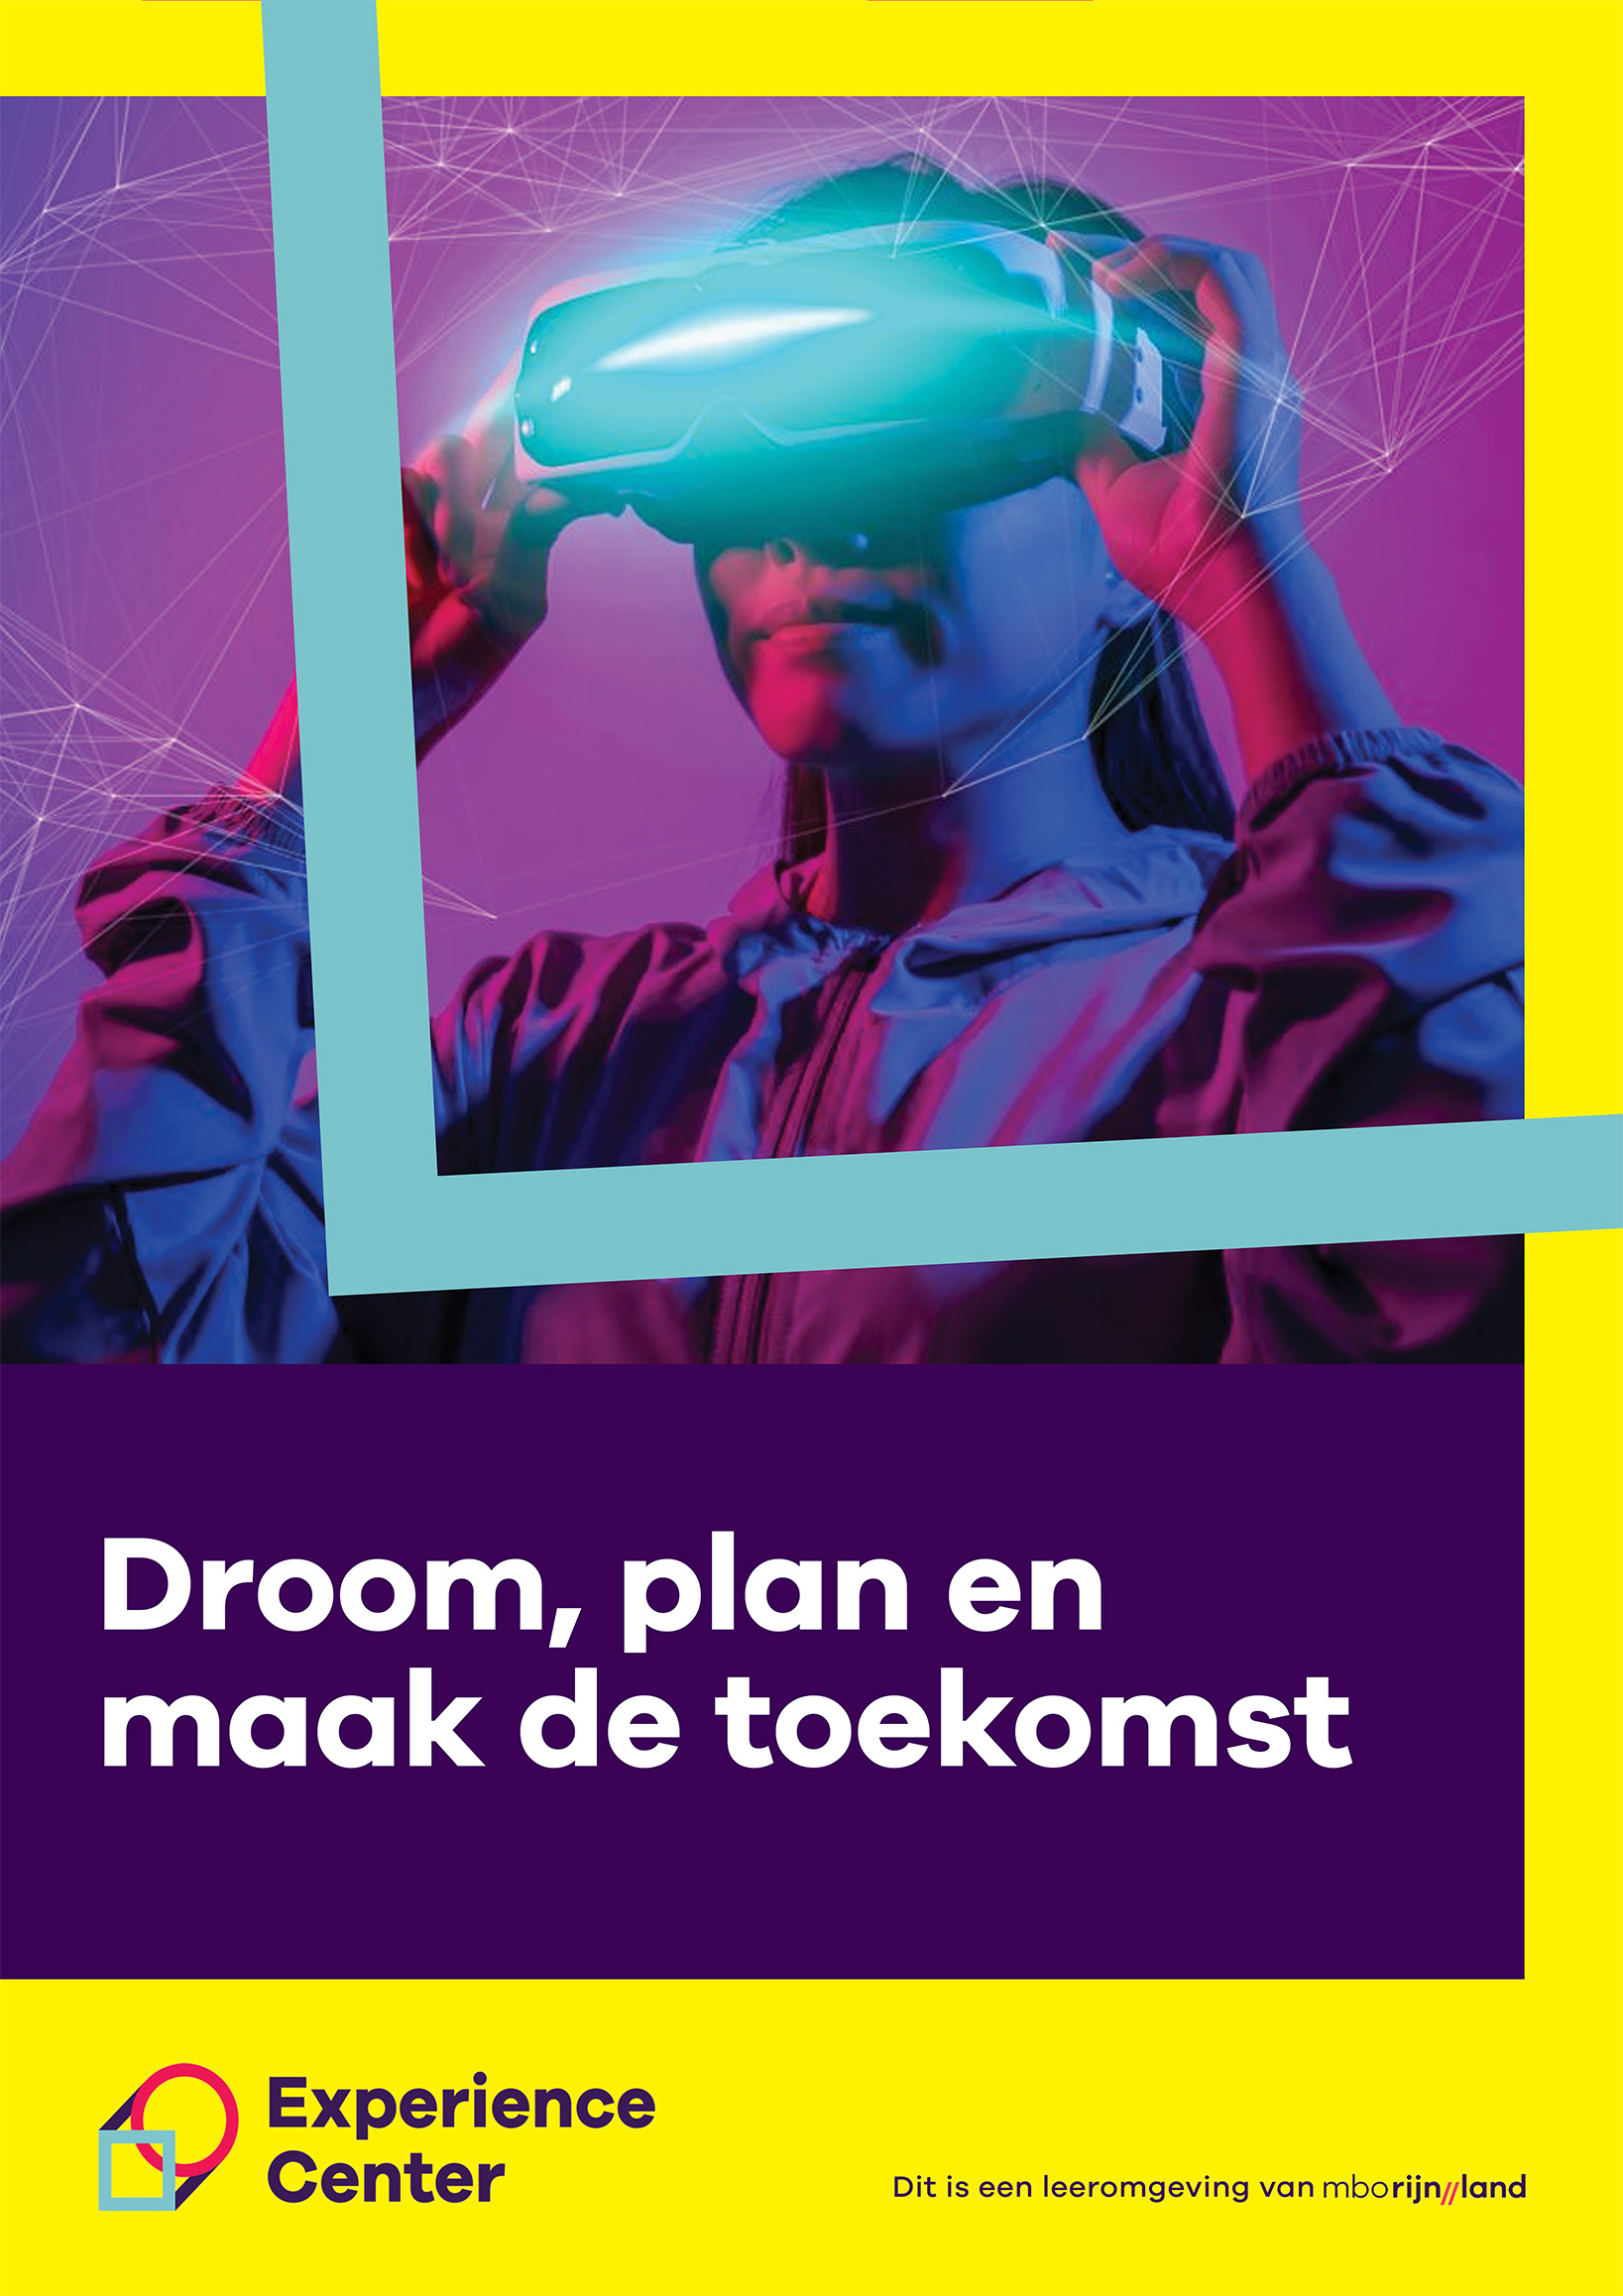 Droom, plan en
maak de toekomst
Experience
Center
Dit is een leeromgeving van mborijn//land